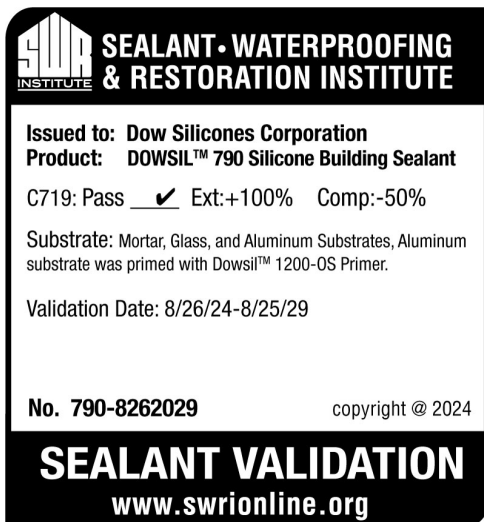 SWR
INSTITUTE
SEALANT • WATERPROOFING
& RESTORATION INSTITUTE
Issued to: Dow Silicones Corporation
Product: DOWSIL™ 790 Silicone Building Sealant
C719: Pass ✔ Ext:+100% Comp:-50%
Substrate: Mortar, Glass, and Aluminum Substrates, Aluminum
substrate was primed with Dowsil™ 1200-OS Primer.
Validation Date: 8/26/24-8/25/29
No. 790-8262029
copyright @ 2024
SEALANT VALIDATION
www.swrionline.org